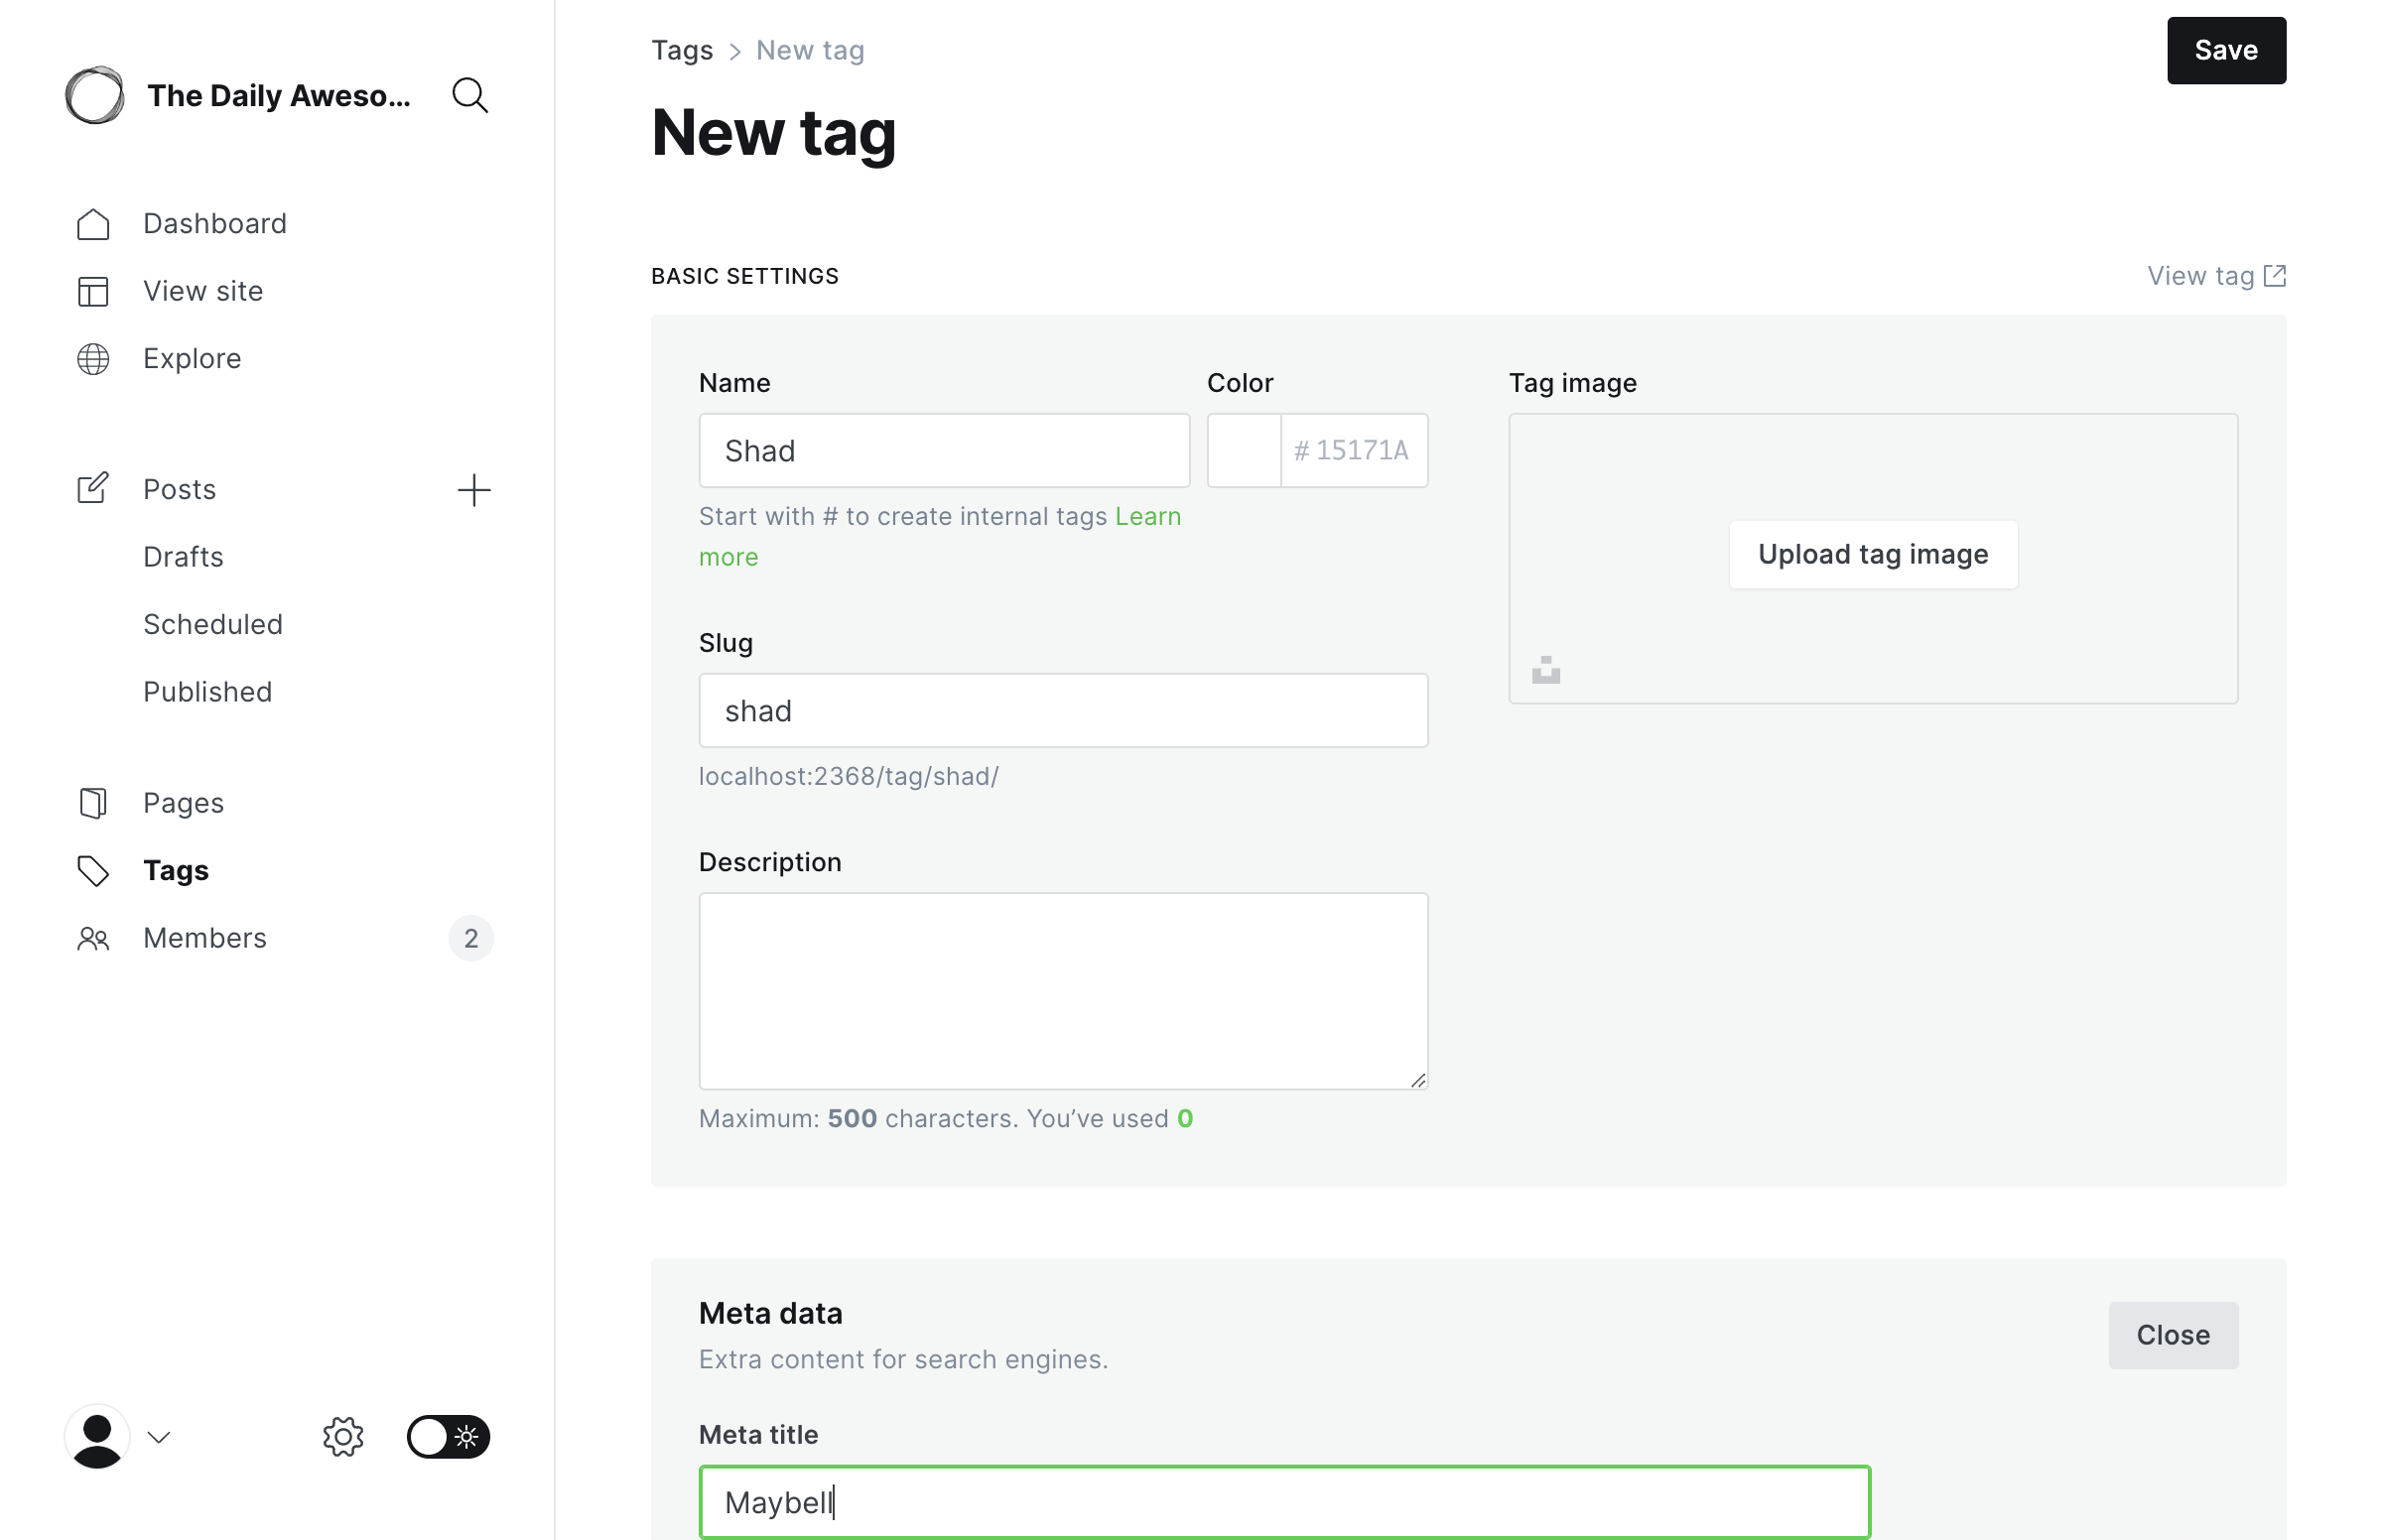 The Daily Aweso...
Dashboard
View site
Explore
Posts
Drafts
Scheduled
Published
Pages
Tags
Members 2
Tags > New tag
Save
New tag
BASIC SETTINGS
View tag
Name
Shad
Start with # to create internal tags Learn
more
Color
# 15171A
Slug
shad
localhost:2368/tag/shad/
Description
Maximum: 500 characters. You’ve used 0
Tag image
Upload tag image
Meta data
Extra content for search engines.
Close
Meta title
Maybell